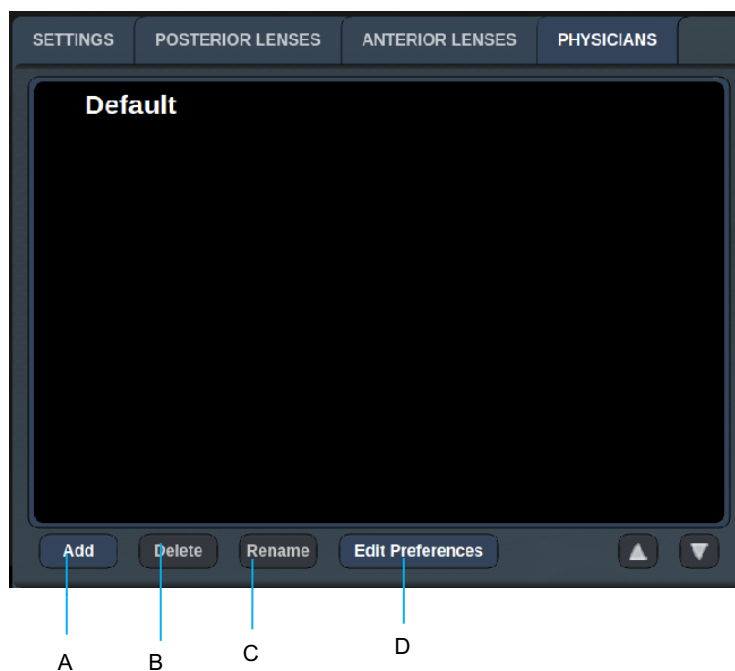 SETTINGS POSTERIOR LENSES ANTERIOR LENSES PHYSICIANS
Default
Add Delete Rename Edit Preferences
A B C D